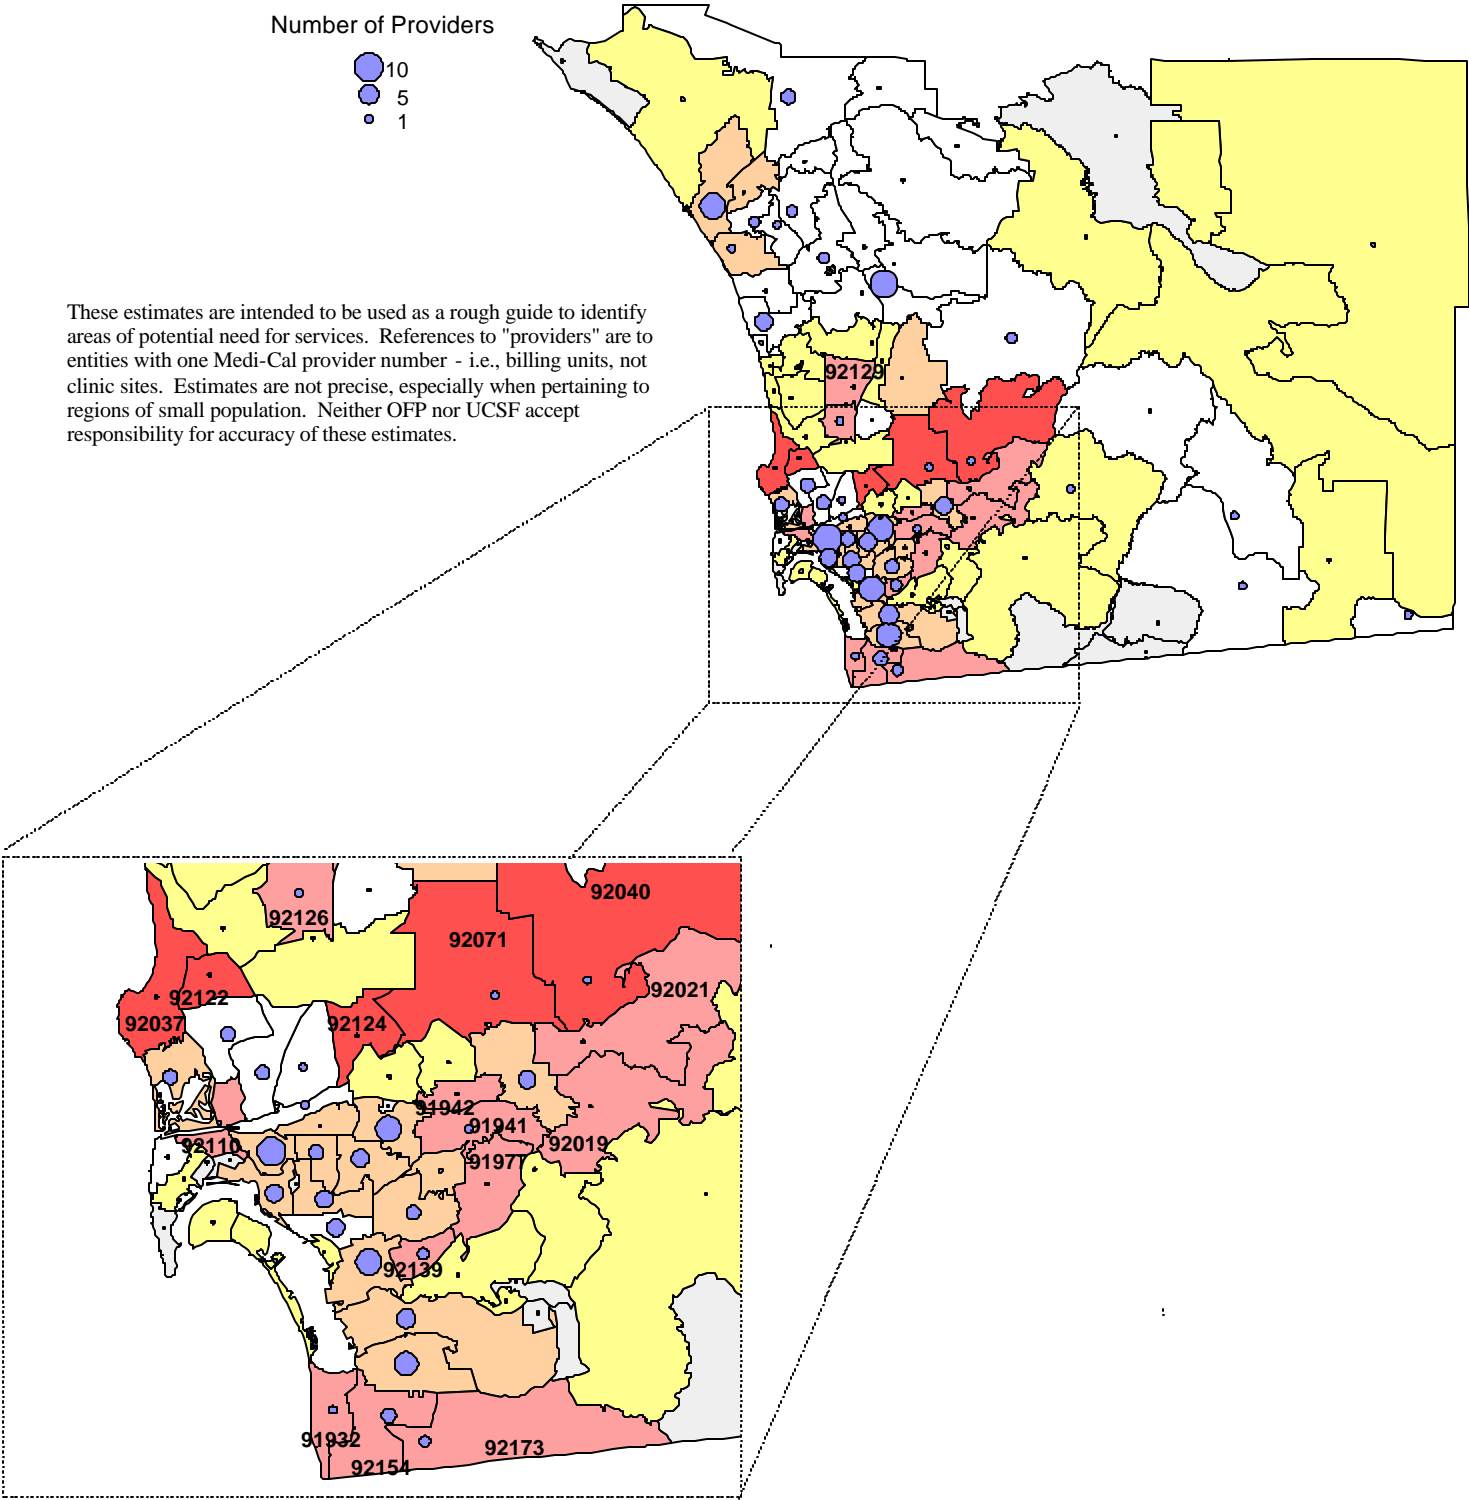 Number of Providers
10
5
1
These estimates are intended to be used as a rough guide to identify
areas of potential need for services.  References to "providers" are to
entities with one Medi-Cal provider number - i.e., billing units, not
clinic sites.  Estimates are not precise, especially when pertaining to
regions of small population.  Neither OFP nor UCSF accept
responsibility for accuracy of these estimates.
92129
92040
92126
92071
92021
92122
92037
92124
91942
91941
92110
92019
91977
92139
91932
92173
92154